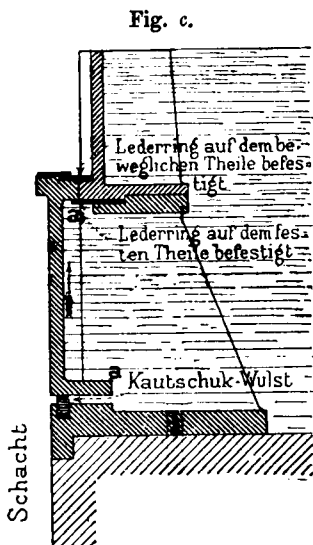 Fig. c.
Lederring auf dem be-
weglichen Theile befes-
tigt
a
Lederring auf dem fes-
ten Theile befestigt
a
Kautschuk-Wulst
Schacht